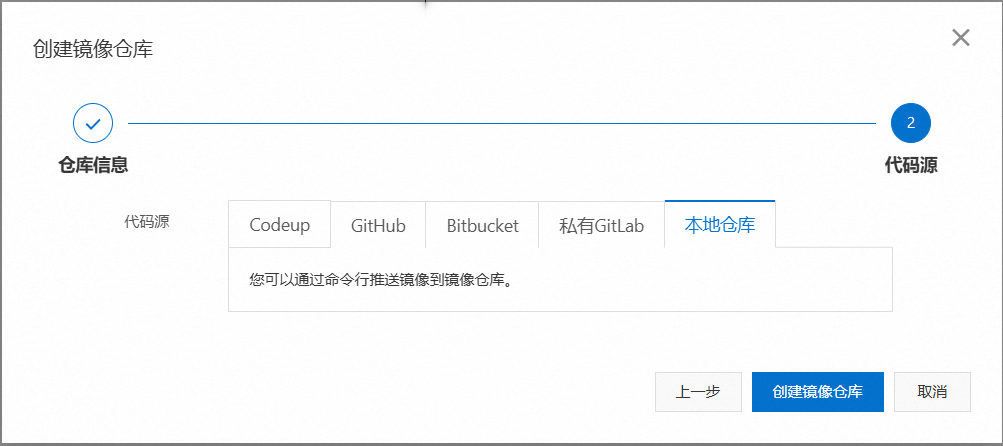 创建镜像仓库
2
仓库信息 代码源
代码源 Codeup GitHub Bitbucket 私有GitLab 本地仓库
您可以通过命令行推送镜像到镜像仓库。
上一步 创建镜像仓库 取消